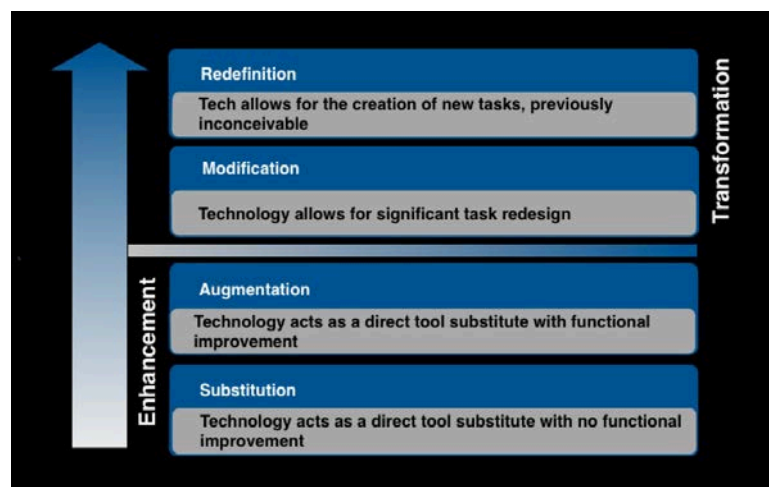 Redefinition
Tech allows for the creation of new tasks, previously
inconceivable
Modification
Technology allows for significant task redesign
Transformation
Augmentation
Technology acts as a direct tool substitute with functional
improvement
Substitution
Technology acts as a direct tool substitute with no functional
improvement
Enhancement